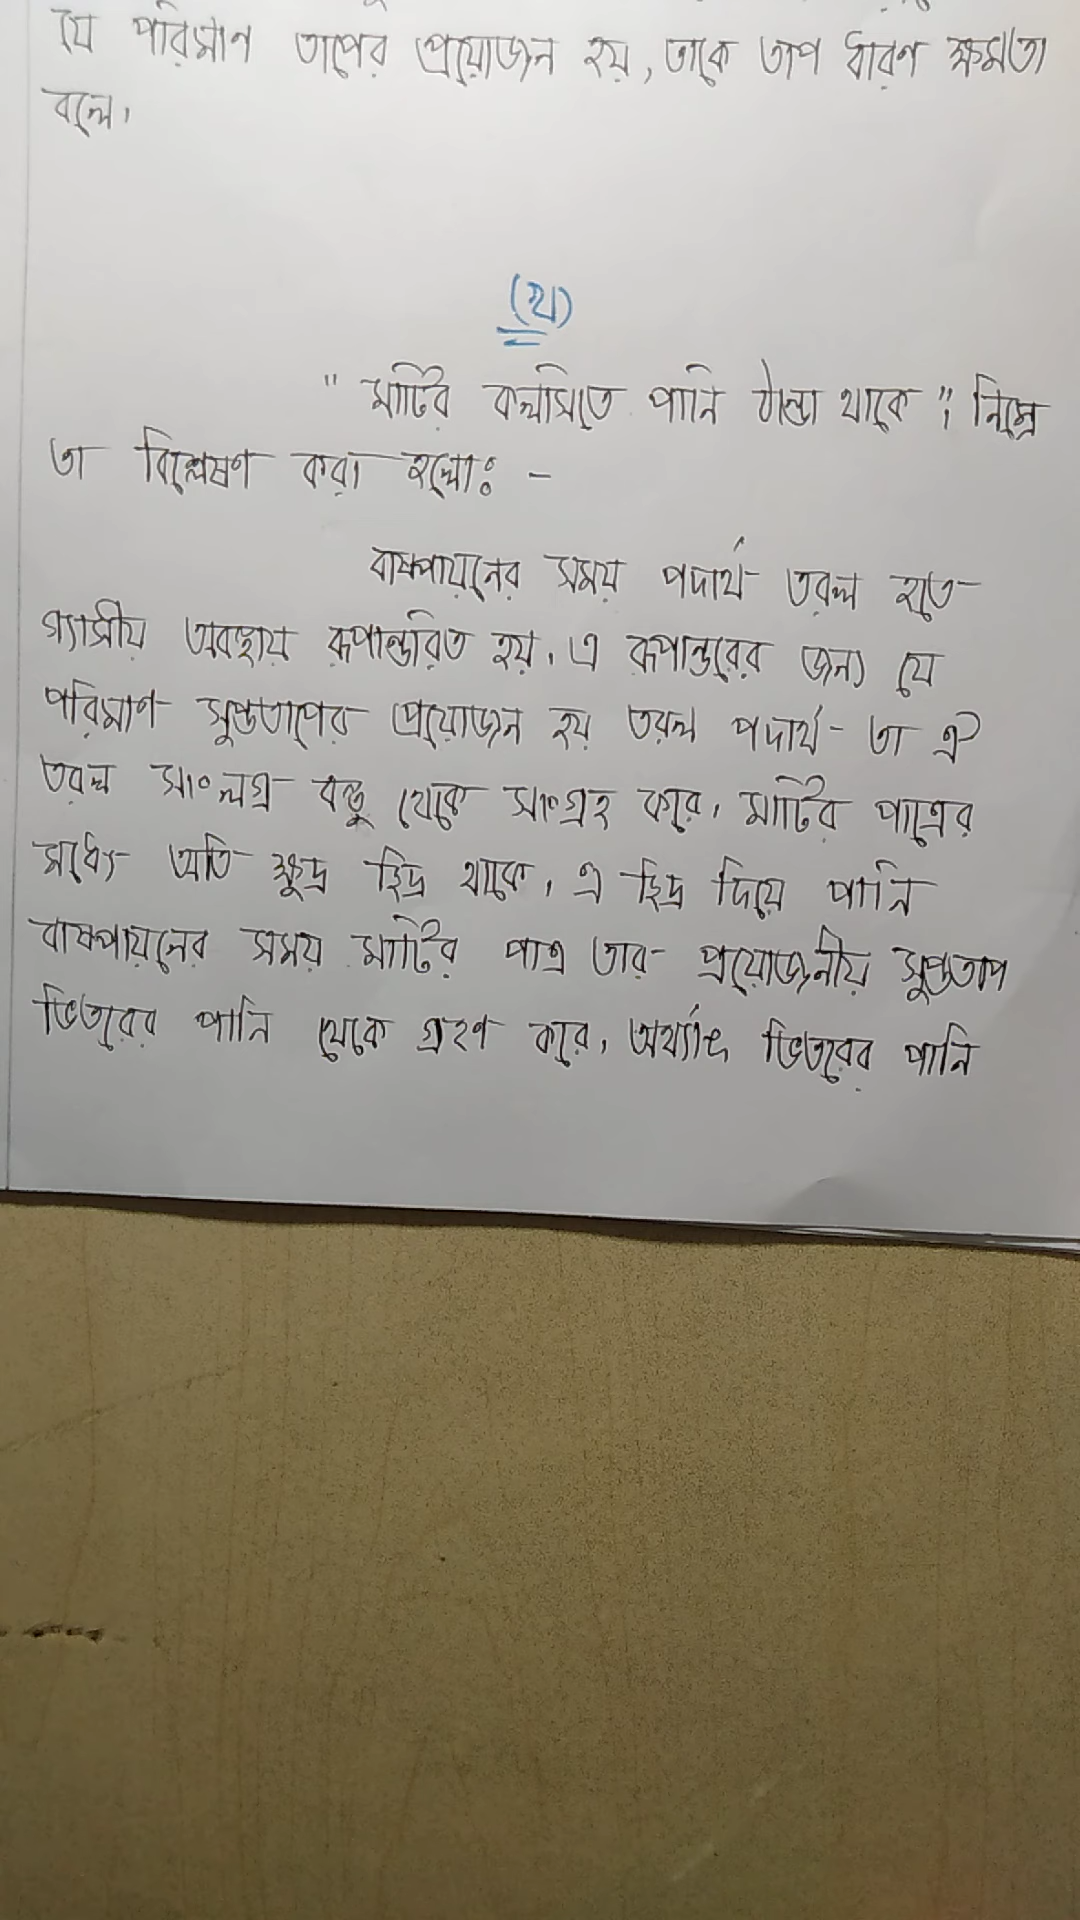 যে পরিমাণ তাপের প্রয়োজন হয়, তাকে তাপ ধারণ ক্ষমতা
বলে।
(খ)
"মাটির কলসিতে পানি ঠান্ডা থাকে"; নিম্নে
তা বিশ্লেষণ করা হলোঃ -
বাষ্পায়নের সময় পদার্থ তরল হতে
গ্যাসীয় অবস্থায় রূপান্তরিত হয়। এ রূপান্তরের জন্য যে
পরিমাণ সুপ্ততাপের প্রয়োজন হয় তরল পদার্থ তা ঐ
তরল সাংলগ্ন বস্তু থেকে সাংগ্রহ করে। মাটির পাত্রের
মধ্যে অতি ক্ষুদ্র ছিদ্র থাকে। এ ছিদ্র দিয়ে পানি
বাষ্পায়নের সময় মাটির পাত্র তার প্রয়োজনীয় সুপ্ততাপ
ভিতরের পানি থেকে গ্রহণ করে। অর্থ্যাৎ ভিতরের পানি